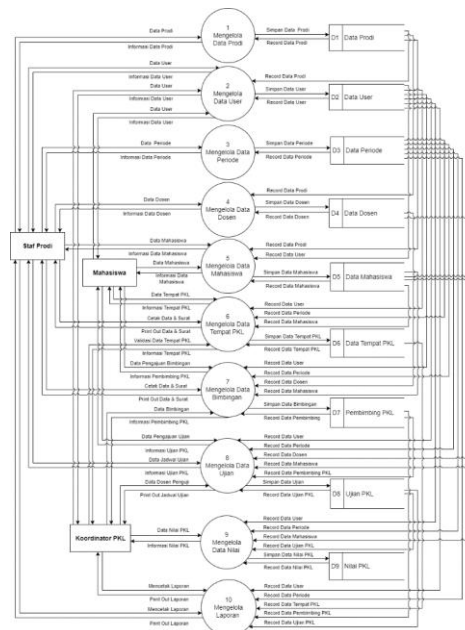 Data Prodi
Informasi Data Prodi
1
Mengelola
Data Prodi
Simpan Data Prodi
Record Data Prodi
D1 Data Prodi
Data User
Informasi Data User
Data User
Informasi Data User
Data User
Informasi Data User
2
Mengelola
Data User
Record Data Prodi
Simpan Data User
Record Data User
D2 Data User
Data Periode
Informasi Data Periode
3
Mengelola
Data Periode
Simpan Data Periode
Record Data Periode
D3 Data Periode
Data Dosen
Informasi Data Dosen
4
Mengelola
Data Dosen
Record Data Prodi
Simpan Data Dosen
Record Data Dosen
D4 Data Dosen
Staf Prodi
Mahasiswa
Data Mahasiswa
Informasi Data Mahasiswa
Data Mahasiswa
Informasi Data
Mahasiswa
5
Mengelola
Data Mahasiswa
Record Data Prodi
Record Data User
Simpan Data Mahasiswa
Record Data Mahasiswa
D5 Data Mahasiswa
Data Tempat PKL
Informasi Tempat PKL
Cetak Data & Surat
Print Out Data & Surat
Validasi Data Tempat PKL
Informasi Tempat PKL
6
Mengelola Data
Tempat PKL
Record Data User
Record Data Periode
Record Data Mahasiswa
Simpan Data Tempat PKL
Record Data Tempat PKL
D6 Data Tempat PKL
Data Pengajuan Bimbingan
Informasi Pembimbing PKL
Cetak Data & Surat
Print Out Data & Surat
Data Bimbingan
Informasi Pembimbing PKL
7
Mengelola Data
Bimbingan
Record Data User
Record Data Periode
Record Data Dosen
Record Data Mahasiswa
Simpan Data Bimbingan
Record Data Pembimbing
D7 Pembimbing PKL
Data Pengajuan Ujian
Informasi Ujian PKL
Data Jadwal Ujian
Informasi Ujian PKL
Data Dosen Penguji
Print Out Jadwal Ujian
8
Mengelola Data
Ujian
Record Data User
Record Data Periode
Record Data Dosen
Record Data Mahasiswa
Record Data Pembimbing PKL
Simpan Data Ujian
Record Data Ujian PKL
D8 Ujian PKL
Koordinator PKL
Data Nilai PKL
Informasi Nilai PKL
9
Mengelola Data
Nilai
Record Data User
Record Data Periode
Record Data Mahasiswa
Record Data Ujian PKL
Simpan Data Nilai PKL
Record Data Nilai PKL
D9 Nilai PKL
Mencetak Laporan
Print Out Laporan
Mencetak Laporan
Print Out Laporan
10
Mengelola
Laporan
Record Data User
Record Data Periode
Record Data Tempat PKL
Record Data Pembimbing PKL
Record Data Ujian PKL